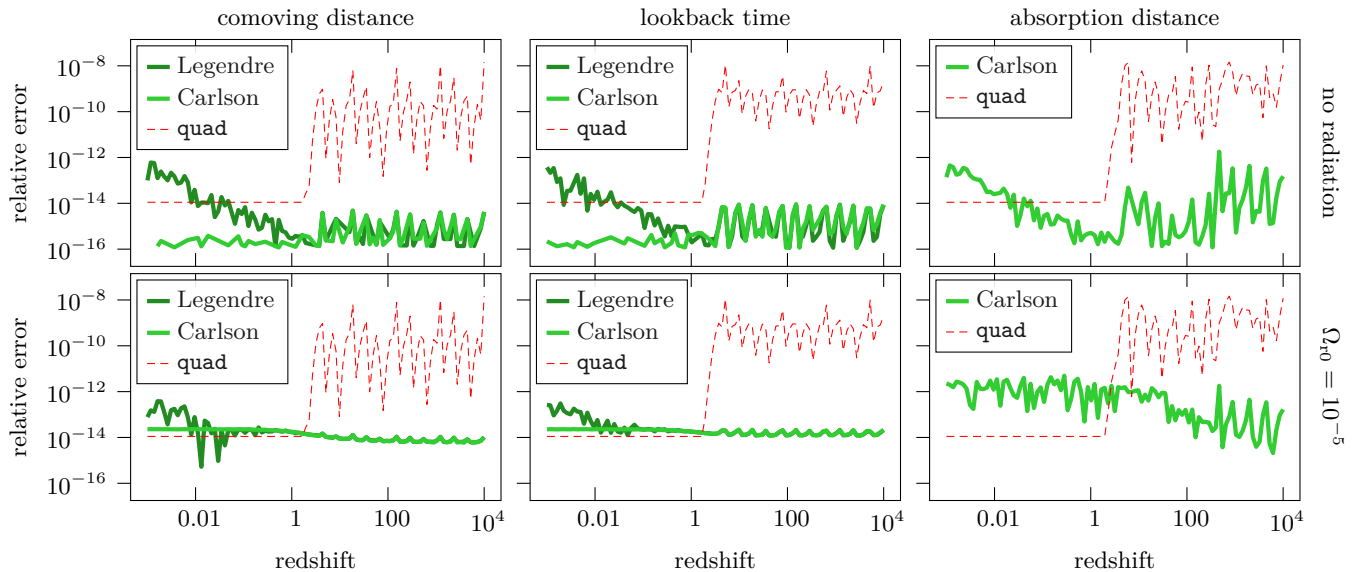 comoving distance
lookback time
absorption distance
relative error
10^−8
10^−10
10^−12
10^−14
10^−16
Legendre
Carlson
quad
Legendre
Carlson
quad
Carlson
quad
no radiation
relative error
10^−8
10^−10
10^−12
10^−14
10^−16
Legendre
Carlson
quad
Legendre
Carlson
quad
Carlson
quad
Ω_r0 = 10^−5
0.01 1 100 10^4
0.01 1 100 10^4
0.01 1 100 10^4
redshift
redshift
redshift